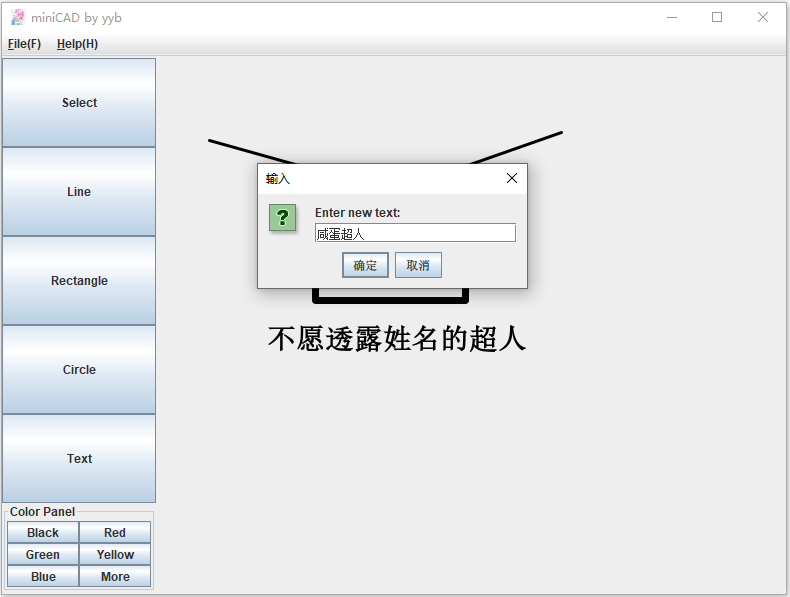 miniCAD by yyb
File(F) Help(H)
Select
Line
Rectangle
Circle
Text
Color Panel
Black Red
Green Yellow
Blue More
输入
?
Enter new text:
咸蛋超人
确定 取消
不愿透露姓名的超人